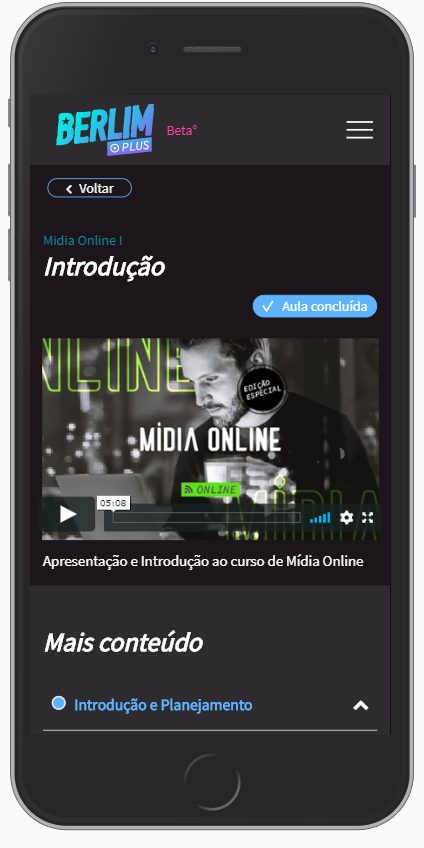 BERLIM
PLUS
Beta°
Voltar
Mídia Online I
Introdução
Aula concluída
ONLINE
EDIÇÃO
ESPECIAL
MÍDIA ONLINE
ONLINE
MÍDIA
05:08
Apresentação e Introdução ao curso de Mídia Online
Mais conteúdo
Introdução e Planejamento